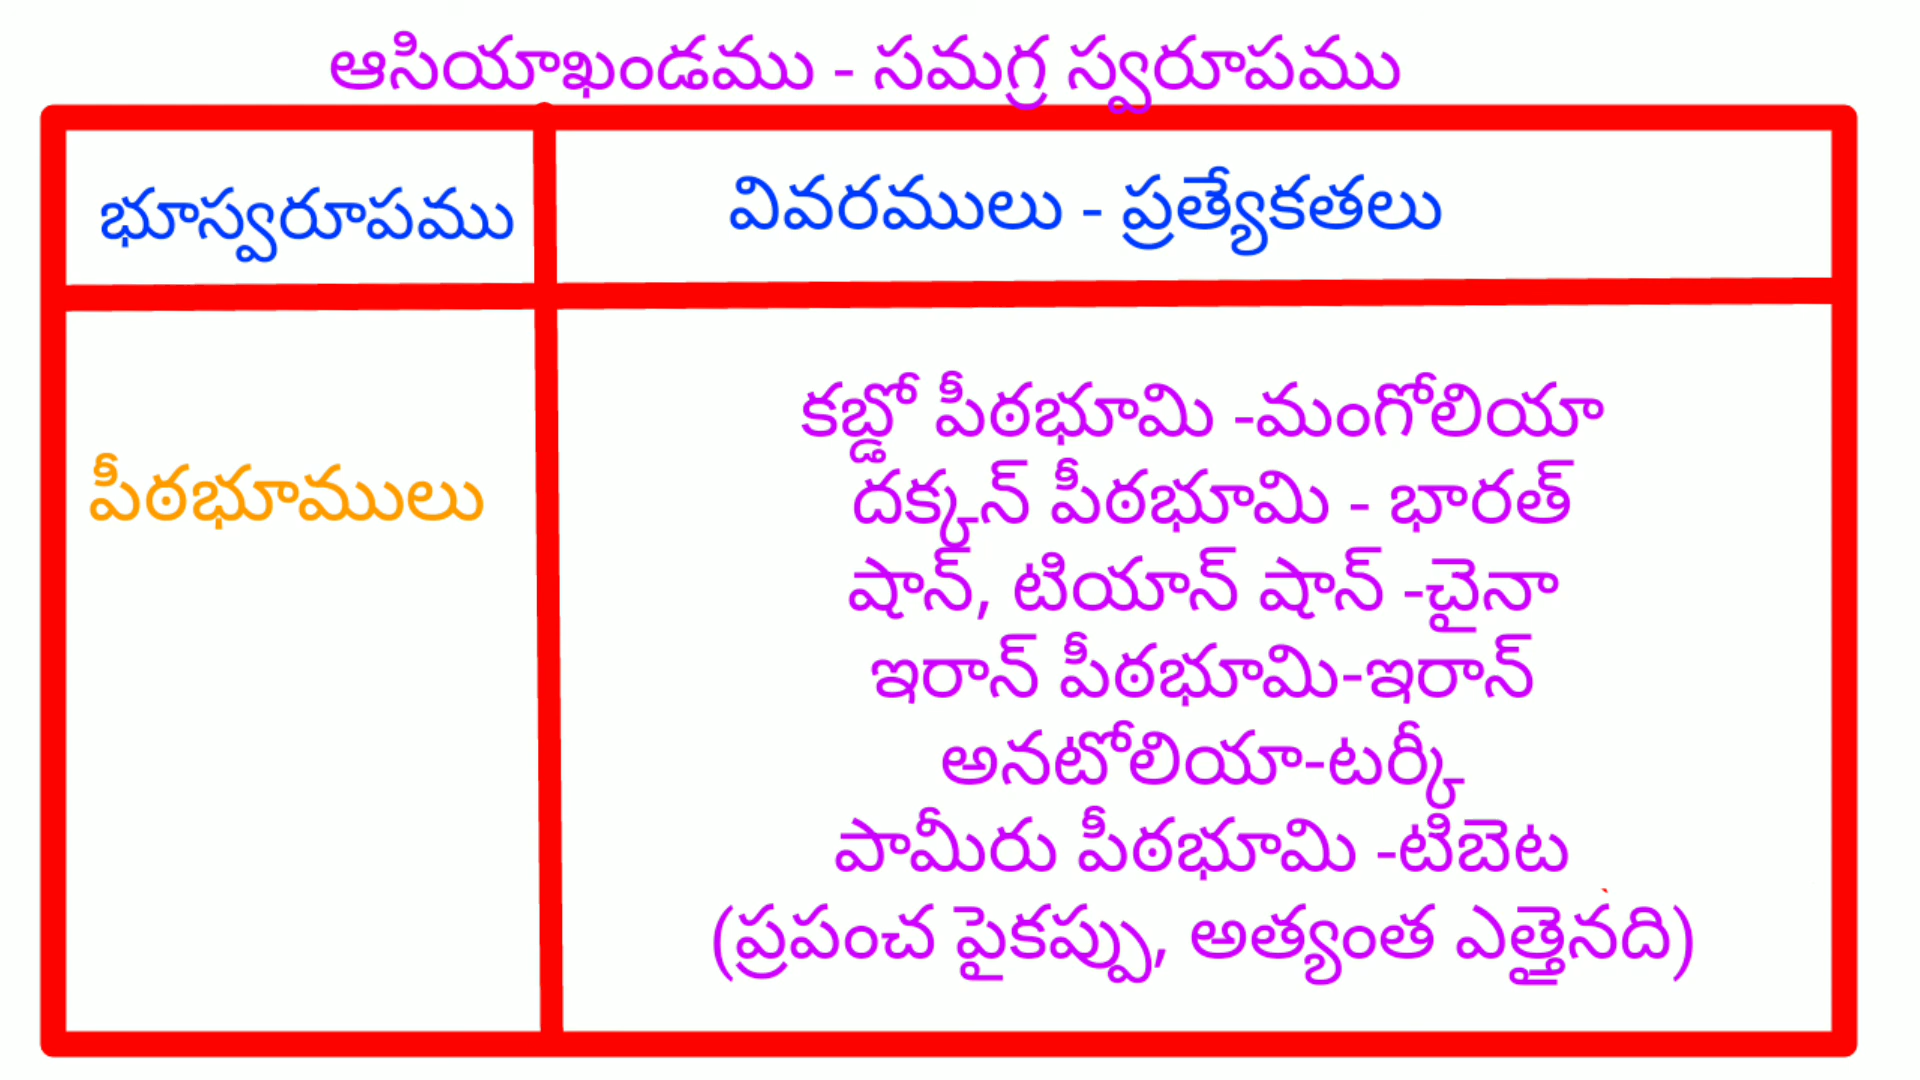 ఆసియాఖండము - సమగ్ర స్వరూపము
భూస్వరూపము
వివరములు - ప్రత్యేకతలు
పీఠభూములు
కబ్డో పీఠభూమి -మంగోలియా
దక్కన్ పీఠభూమి - భారత్
షాన్, టియాన్ షాన్ -చైనా
ఇరాన్ పీఠభూమి-ఇరాన్
అనటోలియా-టర్కీ
పామీరు పీఠభూమి -టిబెట
(ప్రపంచ పైకప్పు, అత్యంత ఎత్తైనది)